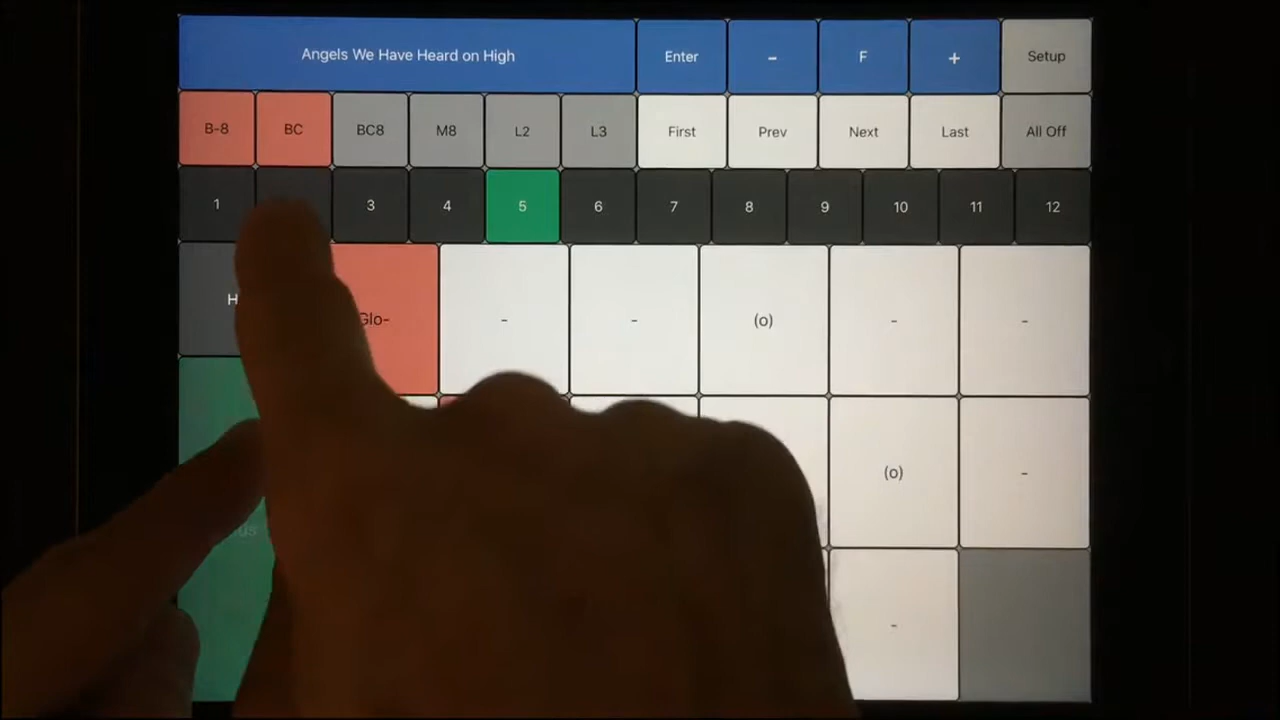 Angels We Have Heard on High Enter - F + Setup
B-8 BC BC8 M8 L2 L3 First Prev Next Last All Off
1 3 4 5 6 7 8 9 10 11 12
Glo- - - (o) - -
(o) -
-